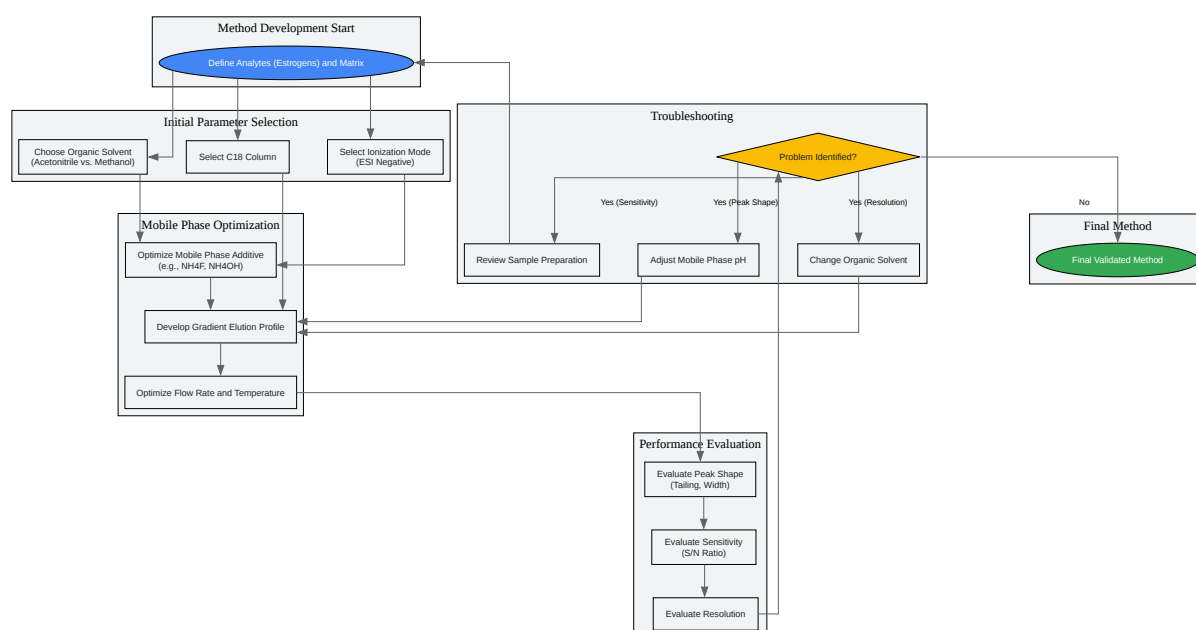 Method Development Start
Define Analytes (Estrogens) and Matrix
Initial Parameter Selection
Choose Organic Solvent
(Acetonitrile vs. Methanol)
Select C18 Column
Select Ionization Mode
(ESI Negative)
Mobile Phase Optimization
Optimize Mobile Phase Additive
(e.g., NH4F, NH4OH)
Develop Gradient Elution Profile
Optimize Flow Rate and Temperature
Troubleshooting
Problem Identified?
Yes (Sensitivity)
Yes (Peak Shape)
Yes (Resolution)
Review Sample Preparation
Adjust Mobile Phase pH
Change Organic Solvent
No
Final Method
Final Validated Method
Performance Evaluation
Evaluate Peak Shape
(Tailing, Width)
Evaluate Sensitivity
(S/N Ratio)
Evaluate Resolution